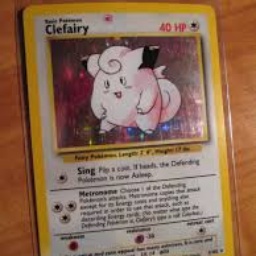 Basic Pokémon
Clefairy 40 HP
Fairy Pokémon. Length: 2' 0", Weight: 17 lbs.
Sing Flip a coin. If heads, the Defending
Pokémon is now Asleep.
Metronome Choose 1 of the Defending
Pokémon's attacks. Metronome copies that attack
except for its Energy costs and anything else
required in order to use that attack, such as
discarding Energy cards. (No matter what type the
Defending Pokémon is, Clefairy's type is still Colorless.)
weakness resistance retreat cost
-30